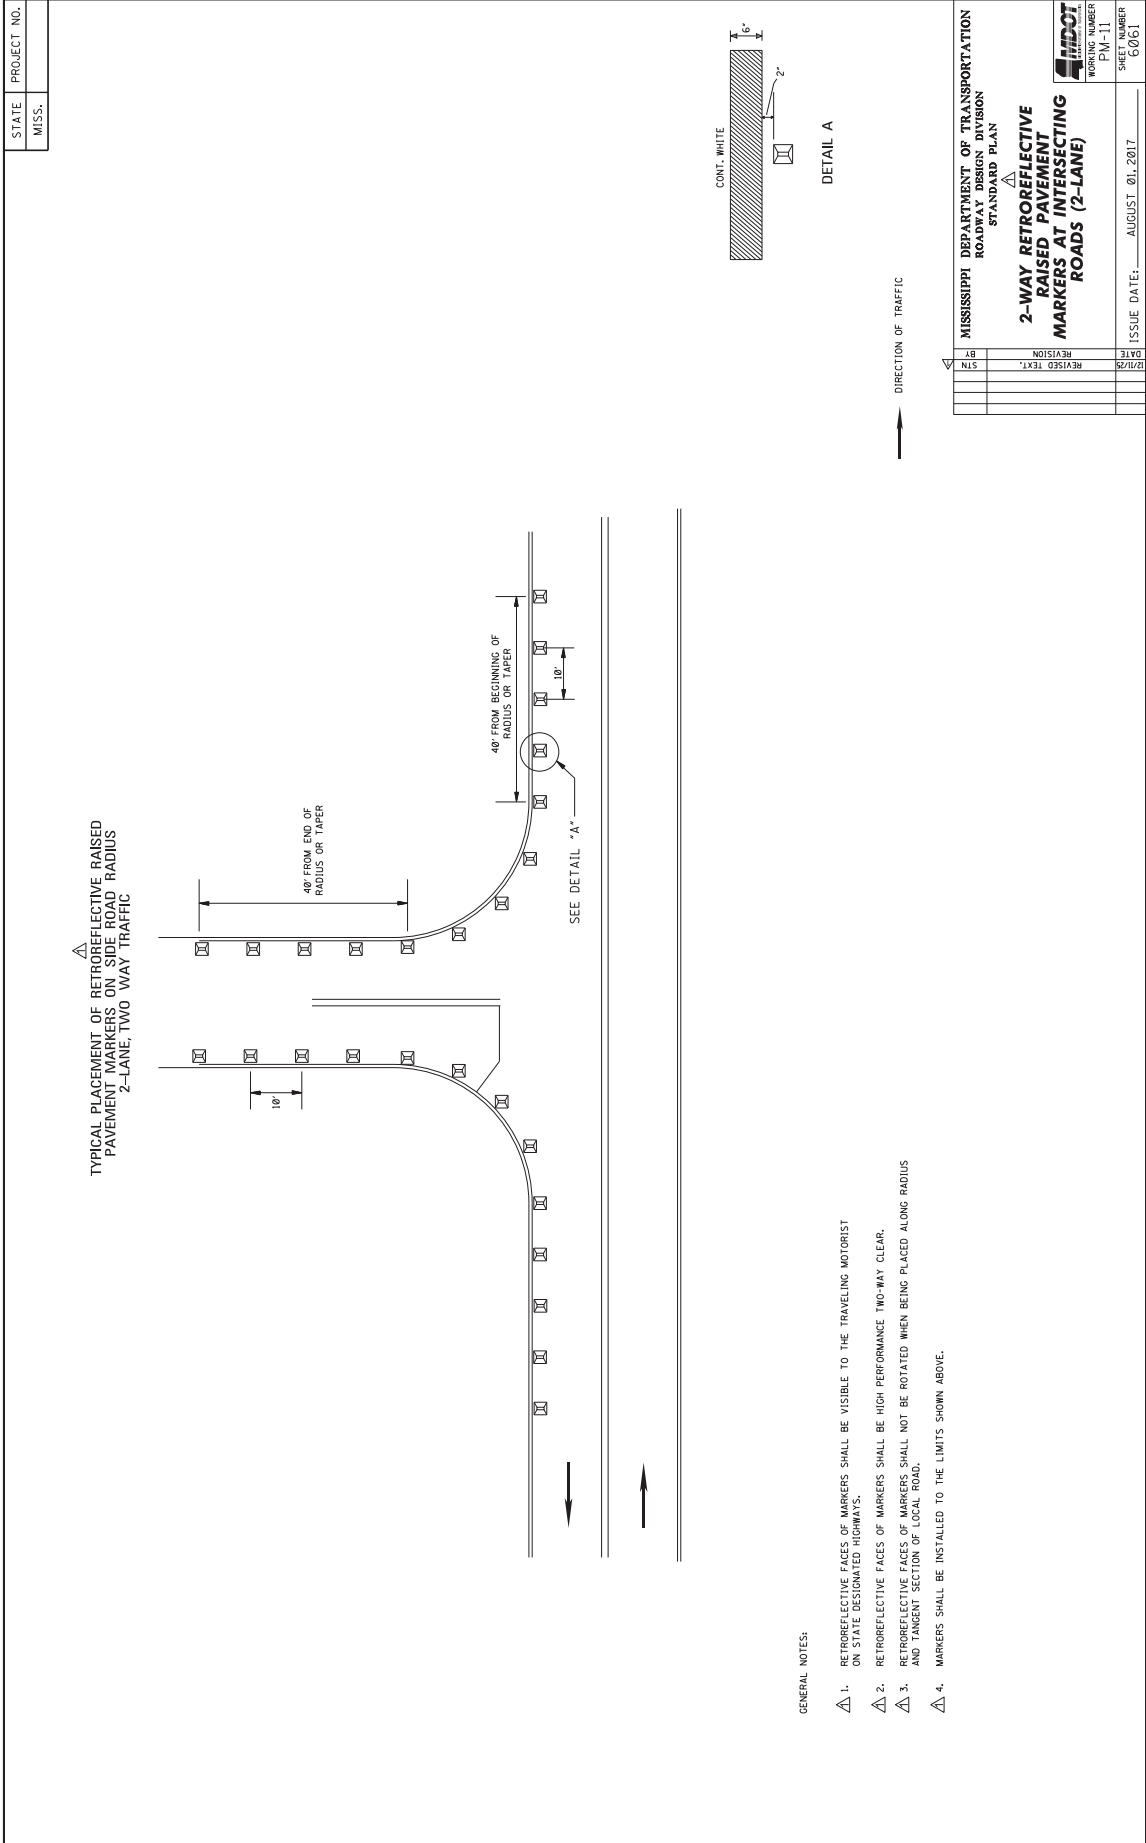 STATE PROJECT NO.
MISS.
TYPICAL PLACEMENT OF RETROREFLECTIVE RAISED
PAVEMENT MARKERS ON SIDE ROAD RADIUS
2-LANE, TWO WAY TRAFFIC
10'
40' FROM END OF
RADIUS OR TAPER
40' FROM BEGINNING OF
RADIUS OR TAPER
10'
SEE DETAIL "A"
CONT. WHITE
6"
2"
DETAIL A
DIRECTION OF TRAFFIC
GENERAL NOTES:
1. RETROREFLECTIVE FACES OF MARKERS SHALL BE VISIBLE TO THE TRAVELING MOTORIST
ON STATE DESIGNATED HIGHWAYS.
2. RETROREFLECTIVE FACES OF MARKERS SHALL BE HIGH PERFORMANCE TWO-WAY CLEAR.
3. RETROREFLECTIVE FACES OF MARKERS SHALL NOT BE ROTATED WHEN BEING PLACED ALONG RADIUS
AND TANGENT SECTION OF LOCAL ROAD.
4. MARKERS SHALL BE INSTALLED TO THE LIMITS SHOWN ABOVE.
12/11/25 REVISED TEXT. STN
DATE REVISION BY
MISSISSIPPI DEPARTMENT OF TRANSPORTATION
ROADWAY DESIGN DIVISION
STANDARD PLAN
2-WAY RETROREFLECTIVE
RAISED PAVEMENT
MARKERS AT INTERSECTING
ROADS (2-LANE)
MDOT
WORKING NUMBER
PM-11
SHEET NUMBER
6061
ISSUE DATE: AUGUST 01, 2017